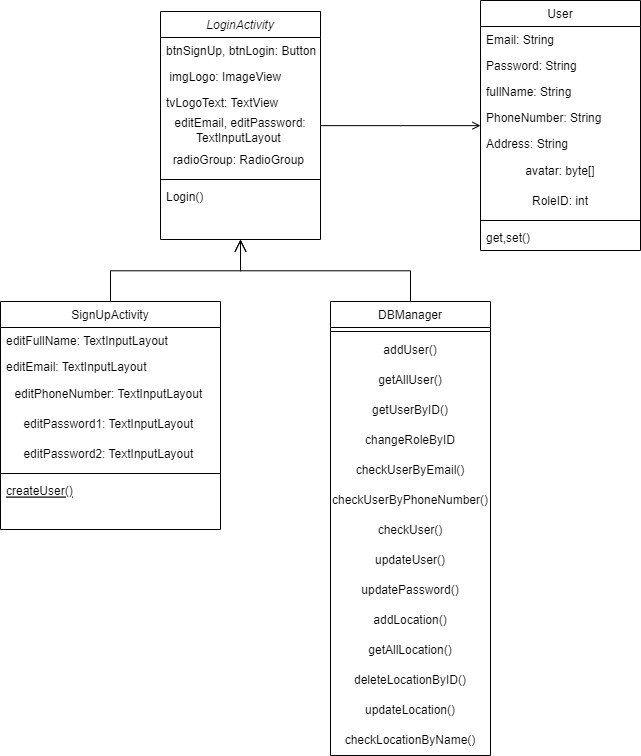 LoginActivity
btnSignUp, btnLogin: Button
imgLogo: ImageView
tvLogoText: TextView
editEmail, editPassword:
TextInputLayout
radioGroup: RadioGroup
Login()
User
Email: String
Password: String
fullName: String
PhoneNumber: String
Address: String
avatar: byte[]
RoleID: int
get,set()
SignUpActivity
editFullName: TextInputLayout
editEmail: TextInputLayout
editPhoneNumber: TextInputLayout
editPassword1: TextInputLayout
editPassword2: TextInputLayout
createUser()
DBManager
addUser()
getAllUser()
getUserByID()
changeRoleByID
checkUserByEmail()
checkUserByPhoneNumber()
checkUser()
updateUser()
updatePassword()
addLocation()
getAllLocation()
deleteLocationByID()
updateLocation()
checkLocationByName()